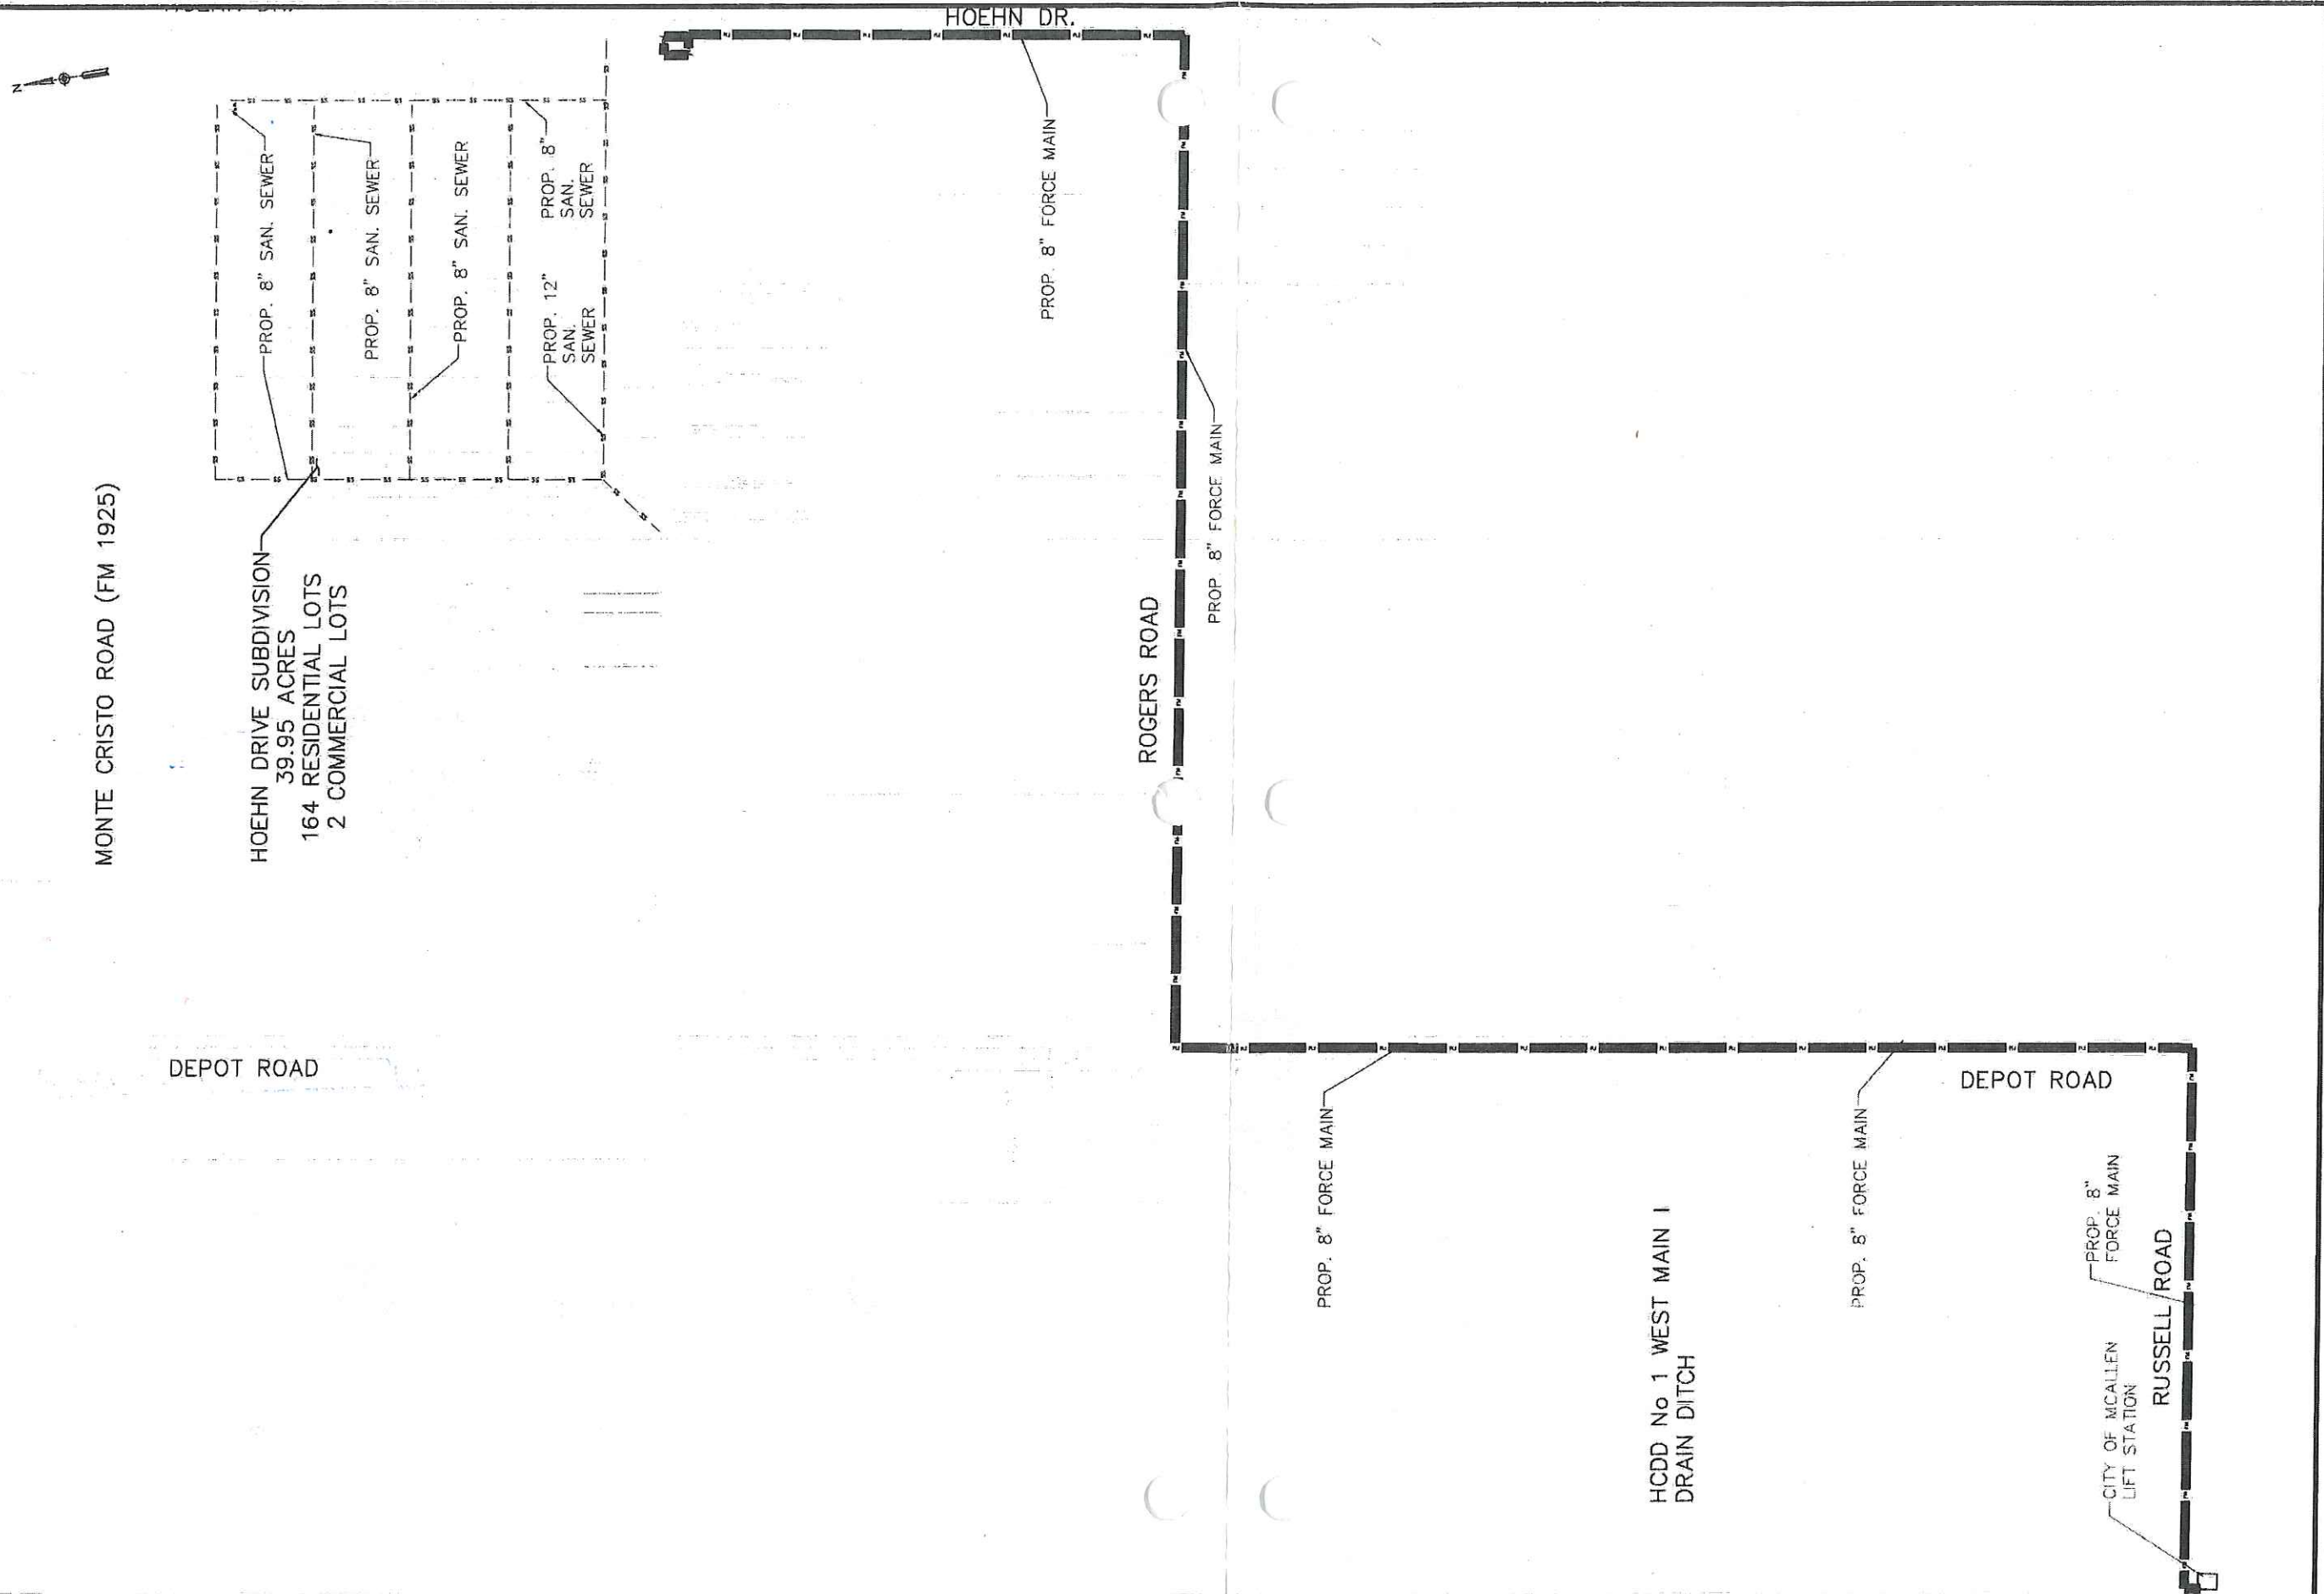 HOEHN DR.
N
PROP. 8" SAN. SEWER
PROP. 8" SAN. SEWER
PROP. 8" SAN. SEWER
PROP. 8"
SAN.
SEWER
PROP. 12"
SAN.
SEWER
PROP. 8" FORCE MAIN
MONTE CRISTO ROAD (FM 1925)
HOEHN DRIVE SUBDIVISION
39.95 ACRES
164 RESIDENTIAL LOTS
2 COMMERCIAL LOTS
ROGERS ROAD
PROP. 8" FORCE MAIN
DEPOT ROAD
DEPOT ROAD
PROP. 8" FORCE MAIN
PROP. 8" FORCE MAIN
HCDD No 1 WEST MAIN I
DRAIN DITCH
PROP. 8"
FORCE MAIN
RUSSELL ROAD
CITY OF MCALLEN
LIFT STATION